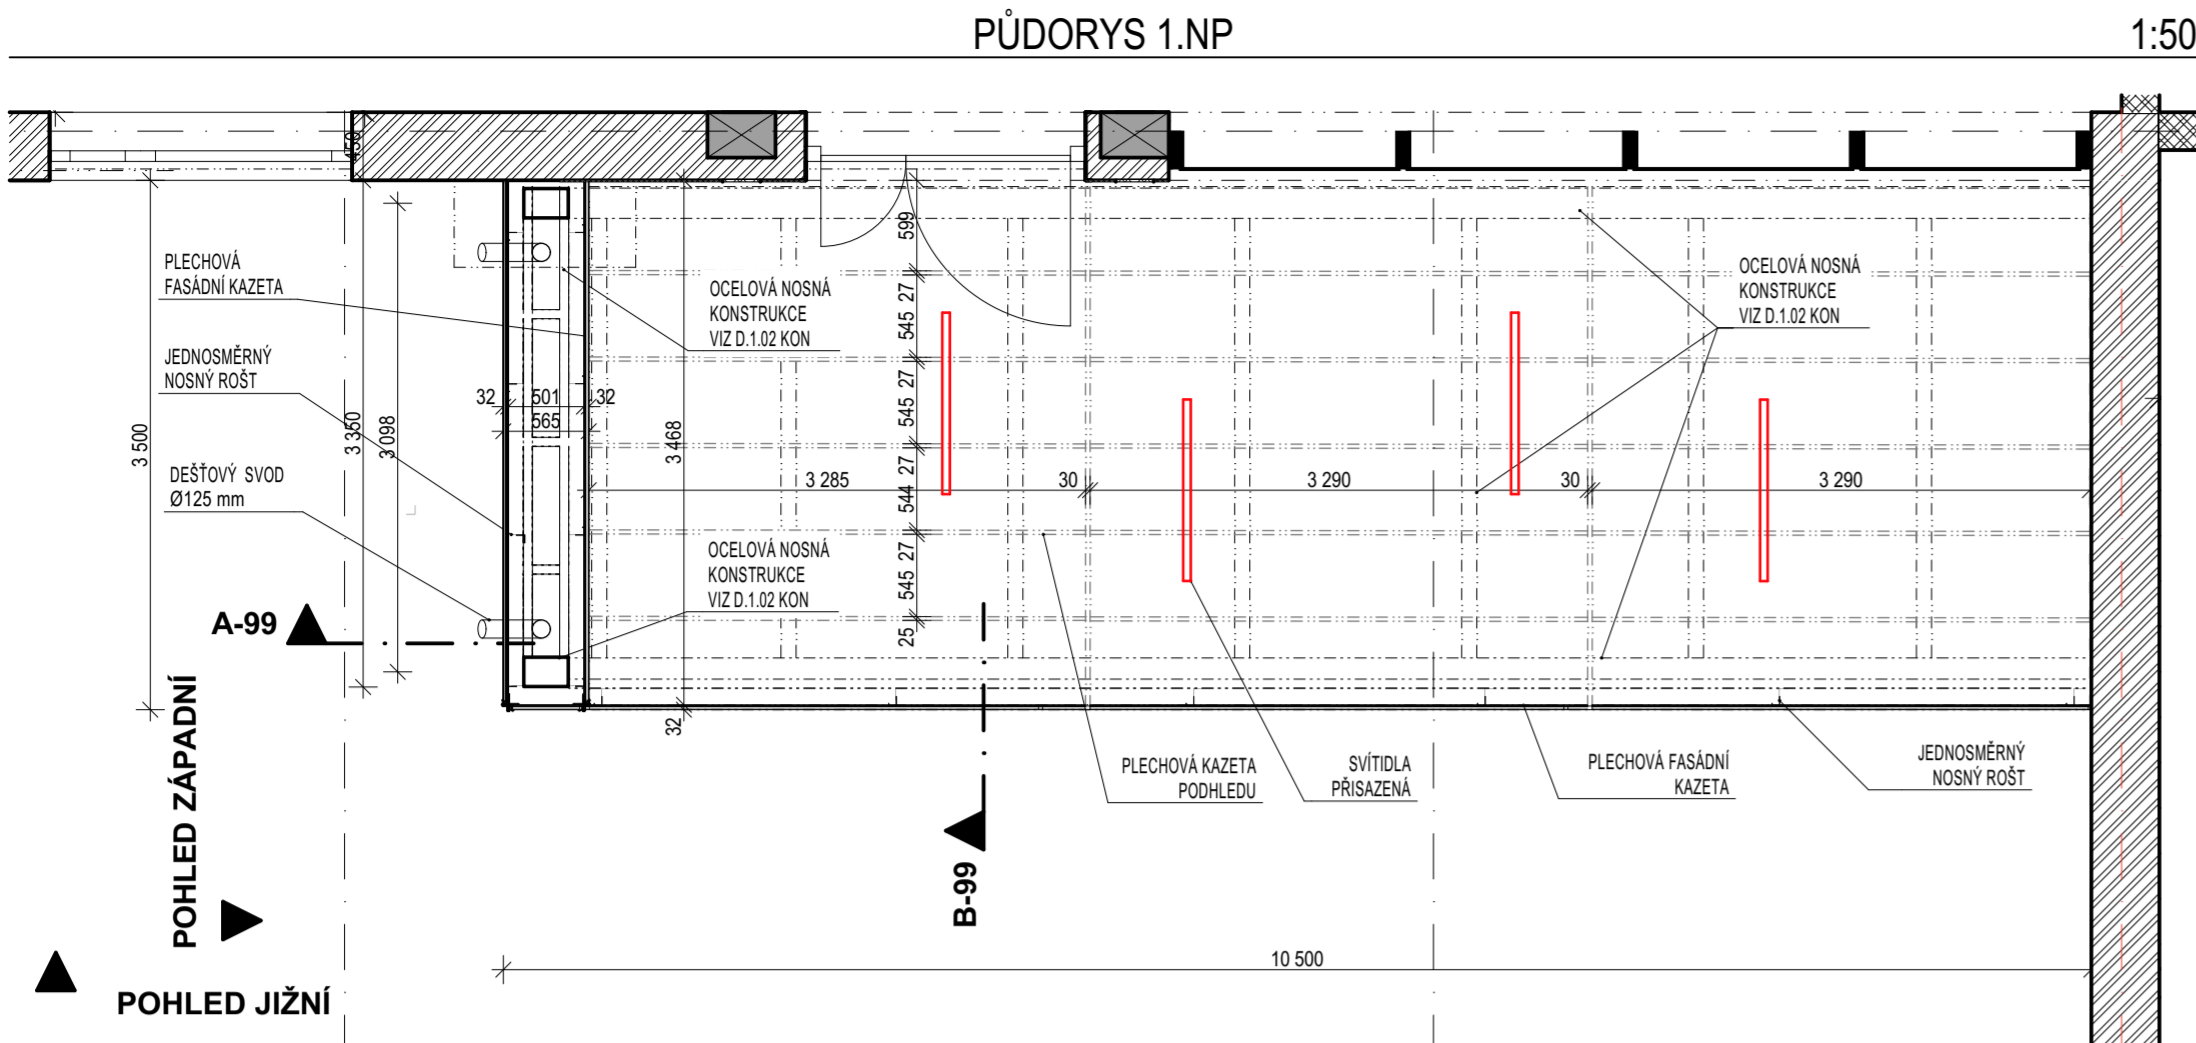 PŮDORYS 1.NP
1:50
450
PLECHOVÁ
FASÁDNÍ KAZETA
JEDNOSMĚRNÝ
NOSNÝ ROŠT
DEŠŤOVÝ SVOD
Ø125 mm
3 500
3 350
3 098
32
501
32
565
3 468
32
OCELOVÁ NOSNÁ
KONSTRUKCE
VIZ D.1.02 KON
OCELOVÁ NOSNÁ
KONSTRUKCE
VIZ D.1.02 KON
599
27
545
27
545
27
544
27
545
25
3 285
30
3 290
30
3 290
OCELOVÁ NOSNÁ
KONSTRUKCE
VIZ D.1.02 KON
A-99
B-99
PLECHOVÁ KAZETA
PODHLEDU
SVÍTIDLA
PŘISAZENÁ
PLECHOVÁ FASÁDNÍ
KAZETA
JEDNOSMĚRNÝ
NOSNÝ ROŠT
POHLED ZÁPADNÍ
POHLED JIŽNÍ
10 500